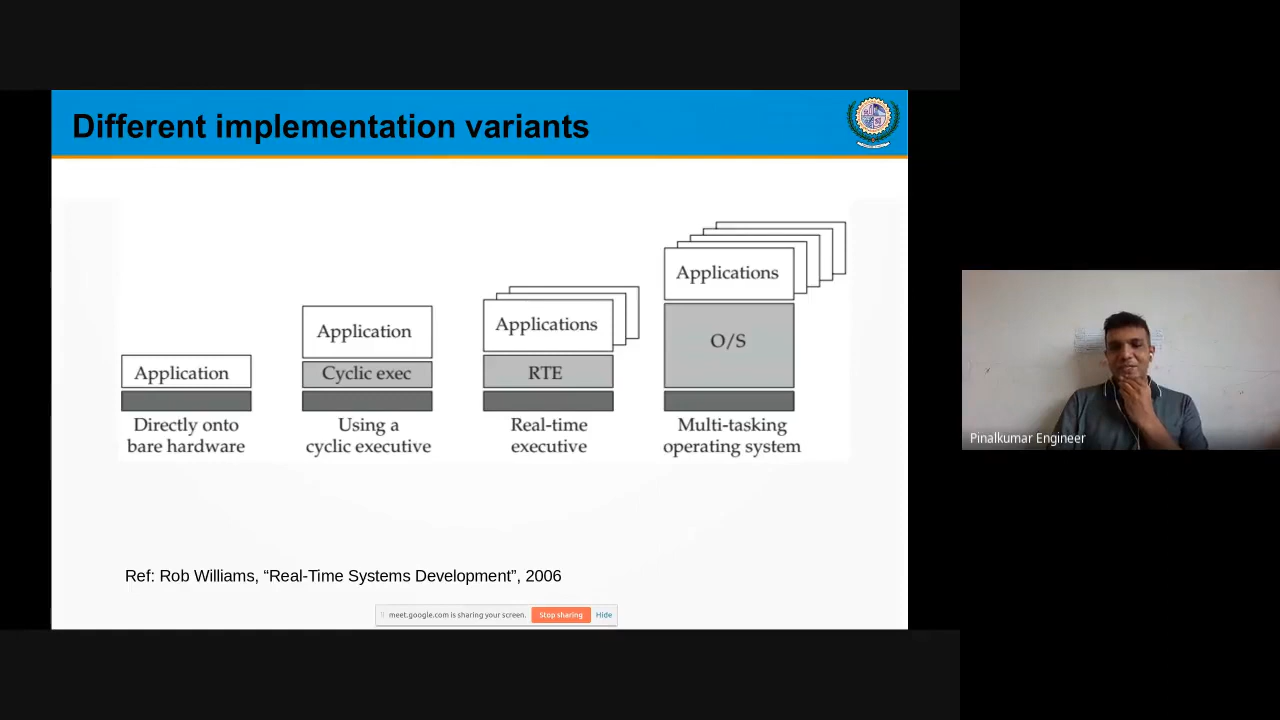 Different implementation variants
Application
Directly onto
bare hardware
Application
Cyclic exec
Using a
cyclic executive
Applications
RTE
Real-time
executive
Applications
O/S
Multi-tasking
operating system
Ref: Rob Williams, “Real-Time Systems Development”, 2006
meet.google.com is sharing your screen.
Stop sharing
Hide
Pinalkumar Engineer